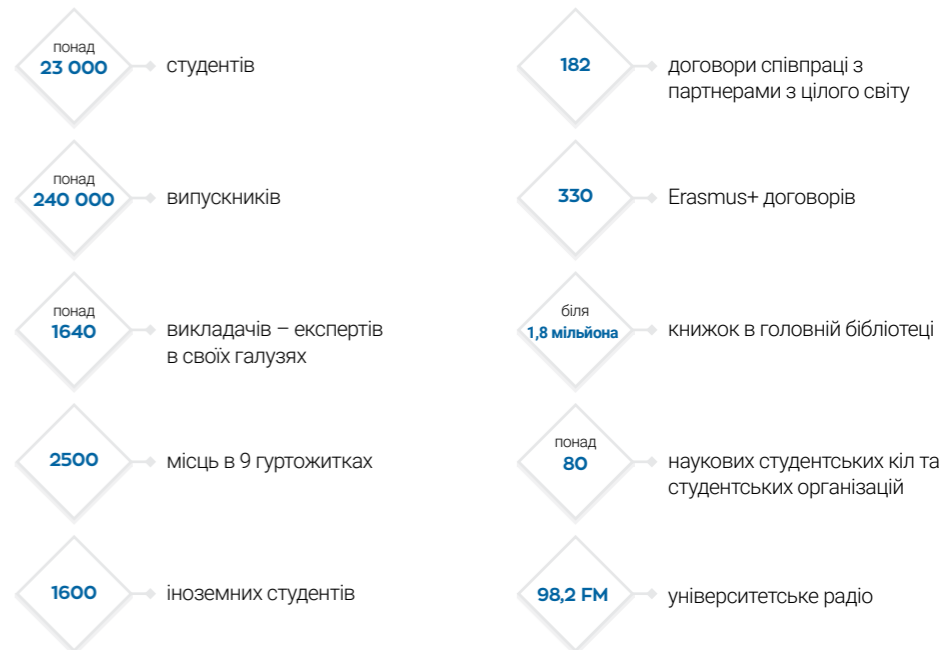 понад
23 000
студентів
понад
240 000
випускників
понад
1640
викладачів – експертів
в своїх галузях
2500
місць в 9 гуртожитках
1600
іноземних студентів
182
договори співпраці з
партнерами з цілого світу
330
Erasmus+ договорів
біля
1,8 мільйона
книжок в головній бібліотеці
понад
80
наукових студентських кіл та
студентських організацій
98,2 FM
університетське радіо